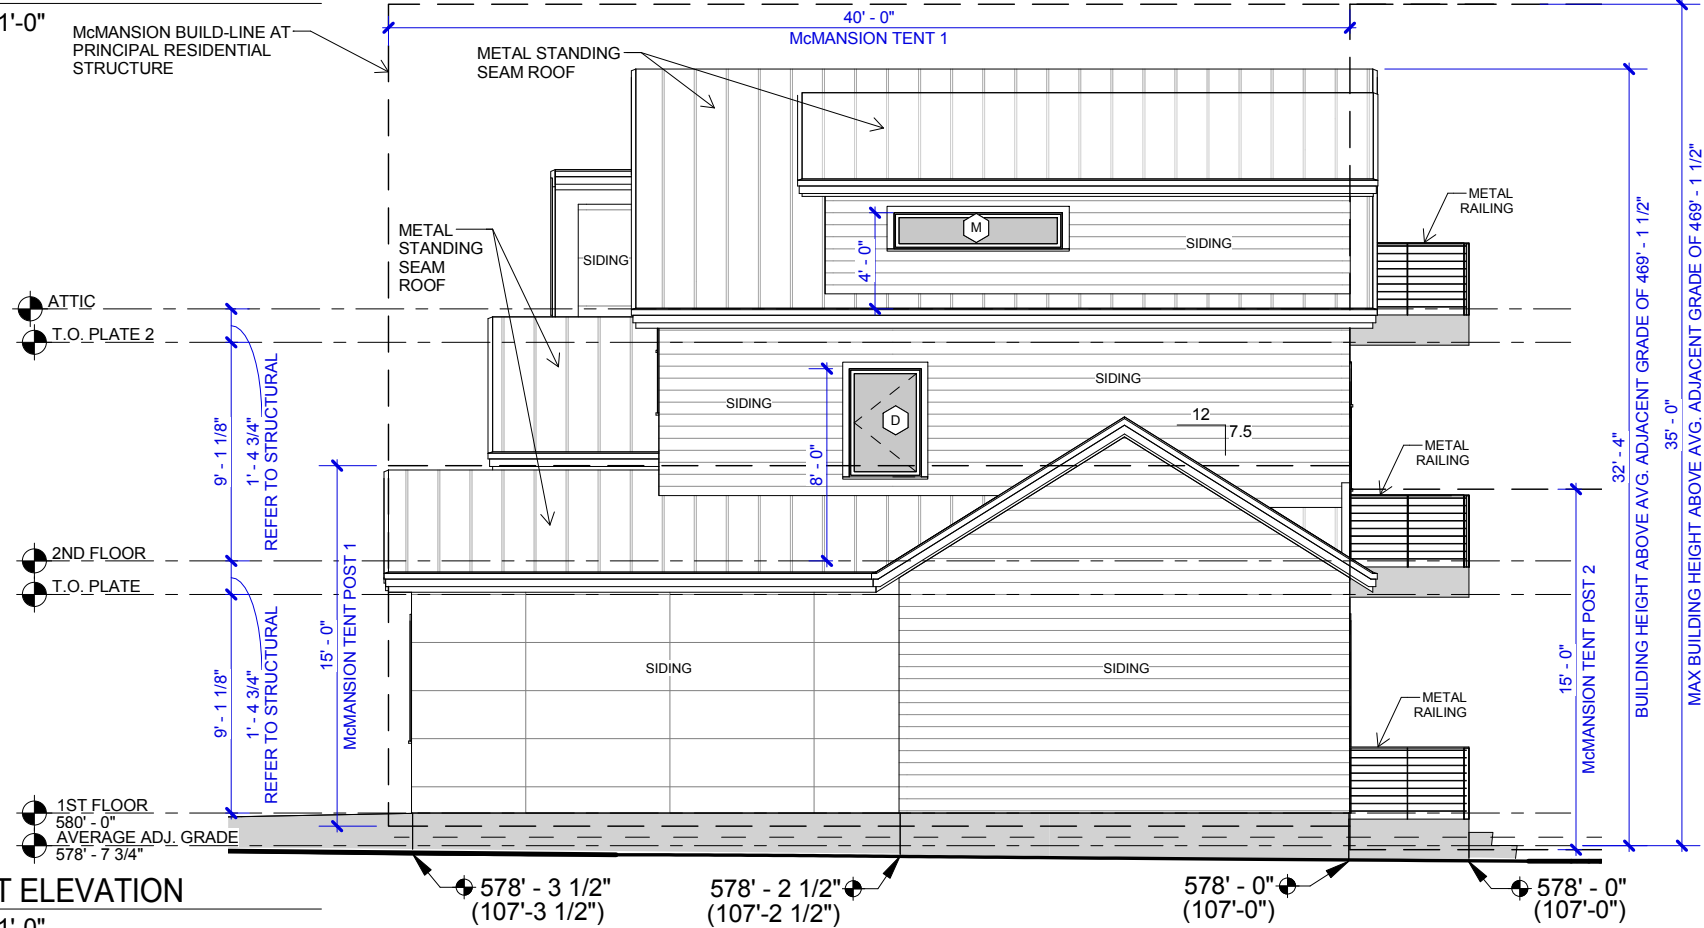 1'-0"
McMANSION BUILD-LINE AT
PRINCIPAL RESIDENTIAL
STRUCTURE
40' - 0"
McMANSION TENT 1
METAL STANDING
SEAM ROOF
METAL
STANDING
SEAM
ROOF
SIDING
M
SIDING
4' - 0"
METAL
RAILING
ATTIC
T.O. PLATE 2
9' - 1 1/8"
1' - 4 3/4"
REFER TO STRUCTURAL
SIDING
D
SIDING
8' - 0"
12
7.5
METAL
RAILING
2ND FLOOR
T.O. PLATE
9' - 1 1/8"
1' - 4 3/4"
REFER TO STRUCTURAL
15' - 0"
McMANSION TENT POST 1
SIDING
SIDING
METAL
RAILING
15' - 0"
McMANSION TENT POST 2
32' - 4"
BUILDING HEIGHT ABOVE AVG. ADJACENT GRADE OF 469' - 1 1/2"
35' - 0"
MAX BUILDING HEIGHT ABOVE AVG. ADJACENT GRADE OF 469' - 1 1/2"
1ST FLOOR
580' - 0"
AVERAGE ADJ. GRADE
578' - 7 3/4"
578' - 3 1/2"
(107'-3 1/2")
578' - 2 1/2"
(107'-2 1/2")
578' - 0"
(107'-0")
578' - 0"
(107'-0")
T ELEVATION
1'-0"